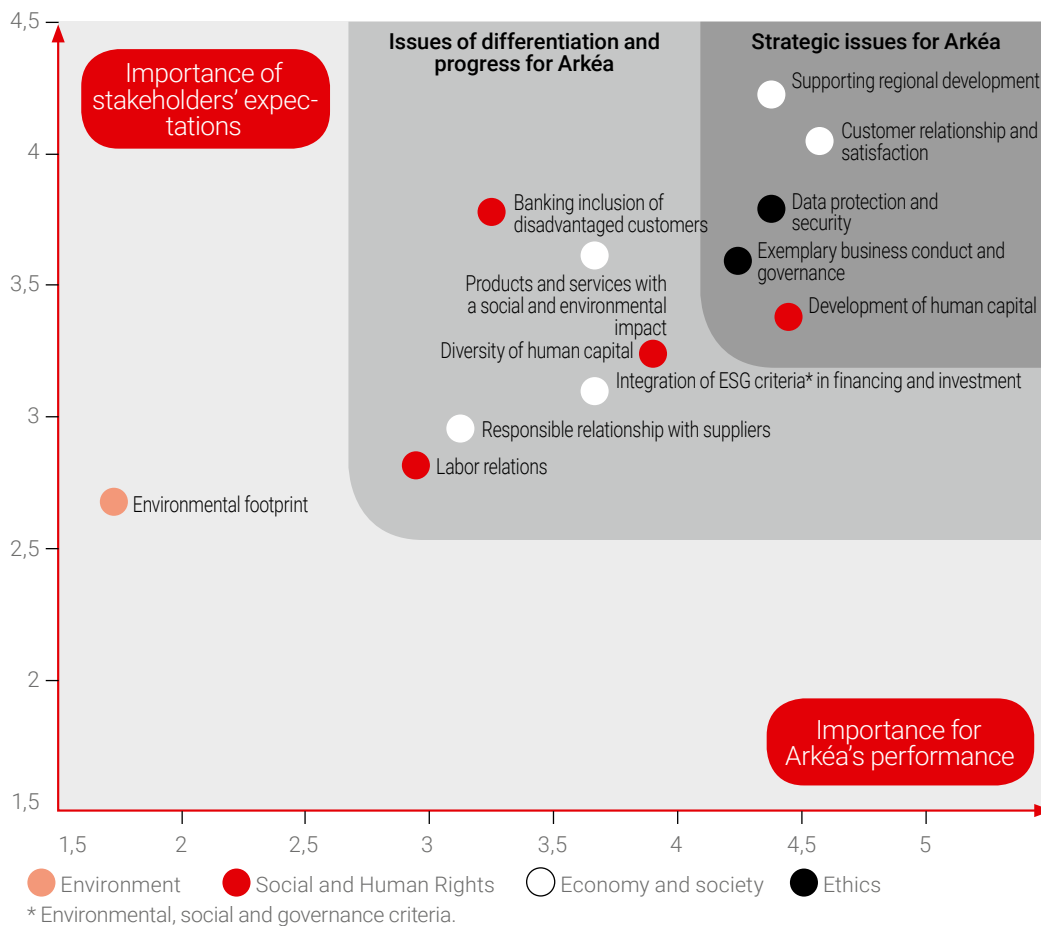 4,5
4
3,5
3
2,5
2
1,5
Importance of
stakeholders' expec-
tations
Issues of differentiation and
progress for Arkéa
Strategic issues for Arkéa
Supporting regional development
Customer relationship and
satisfaction
Banking inclusion of
disadvantaged customers
Data protection and
security
Exemplary business conduct and
governance
Products and services with
a social and environmental
impact
Development of human capital
Diversity of human capital
Integration of ESG criteria* in financing and investment
Responsible relationship with suppliers
Labor relations
Environmental footprint
Importance for
Arkéa's performance
1,5 2 2,5 3 3,5 4 4,5 5
Environment Social and Human Rights Economy and society Ethics
* Environmental, social and governance criteria.